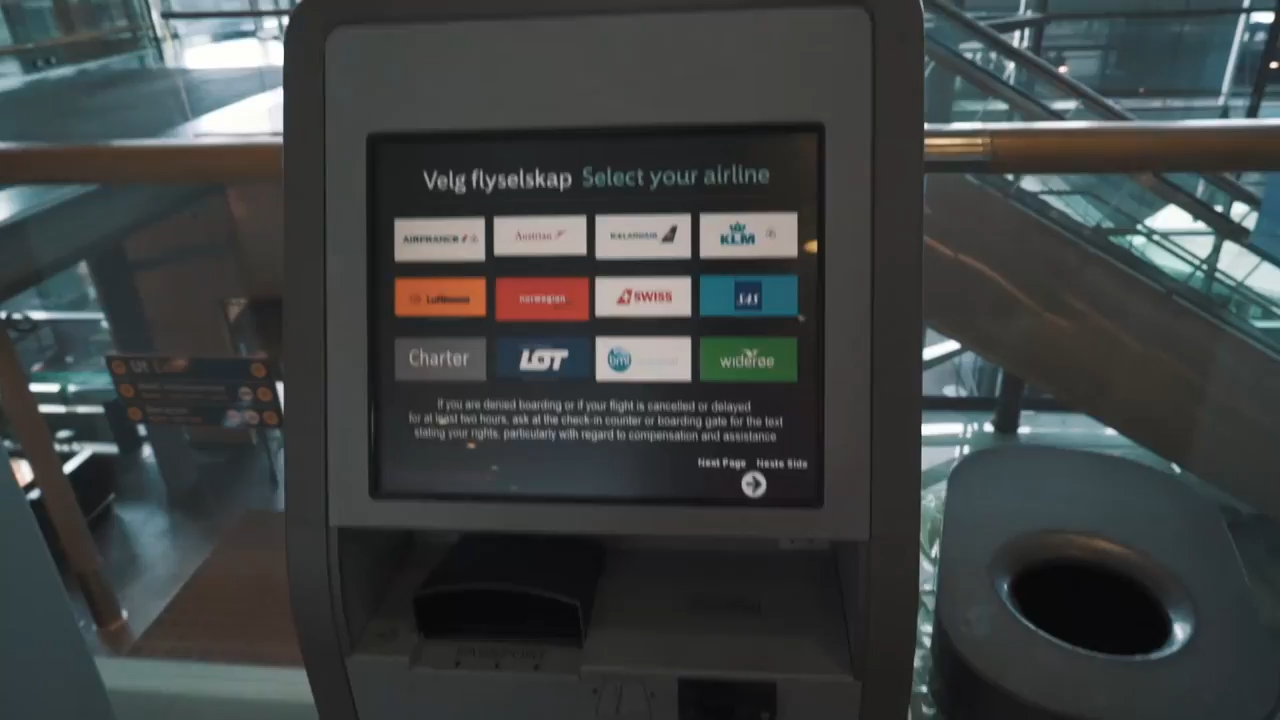 Velg flyselskap Select your airline
AIRFRANCE Austrian ICELANDAIR KLM
Lufthansa norwegian SWISS SAS
Charter LOT bmi widerøe
If you are denied boarding or if your flight is cancelled or delayed
for at least two hours, ask at the check-in counter or boarding gate for the text
stating your rights, particularly with regard to compensation and assistance
Next Page Neste Side